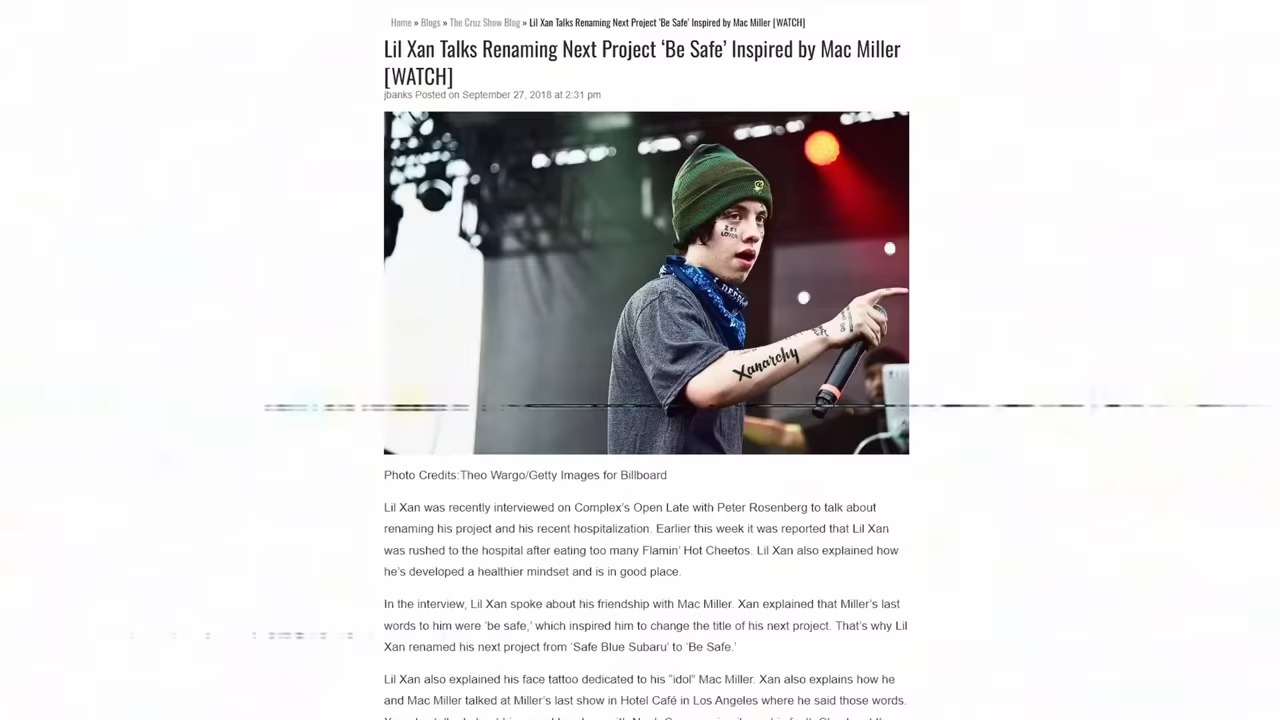 Home » Blogs » The Cruz Show Blog » Lil Xan Talks Renaming Next Project 'Be Safe' Inspired by Mac Miller [WATCH]
Lil Xan Talks Renaming Next Project ‘Be Safe’ Inspired by Mac Miller
[WATCH]
jbanks Posted on September 27, 2018 at 2:31 pm
Xanarchy
Photo Credits:Theo Wargo/Getty Images for Billboard
Lil Xan was recently interviewed on Complex’s Open Late with Peter Rosenberg to talk about
renaming his project and his recent hospitalization. Earlier this week it was reported that Lil Xan
was rushed to the hospital after eating too many Flamin’ Hot Cheetos. Lil Xan also explained how
he’s developed a healthier mindset and is in good place.
In the interview, Lil Xan spoke about his friendship with Mac Miller. Xan explained that Miller’s last
words to him were ‘be safe,’ which inspired him to change the title of his next project. That’s why Lil
Xan renamed his next project from ‘Safe Blue Subaru’ to ‘Be Safe.’
Lil Xan also explained his face tattoo dedicated to his “idol” Mac Miller. Xan also explains how he
and Mac Miller talked at Miller’s last show in Hotel Café in Los Angeles where he said those words.